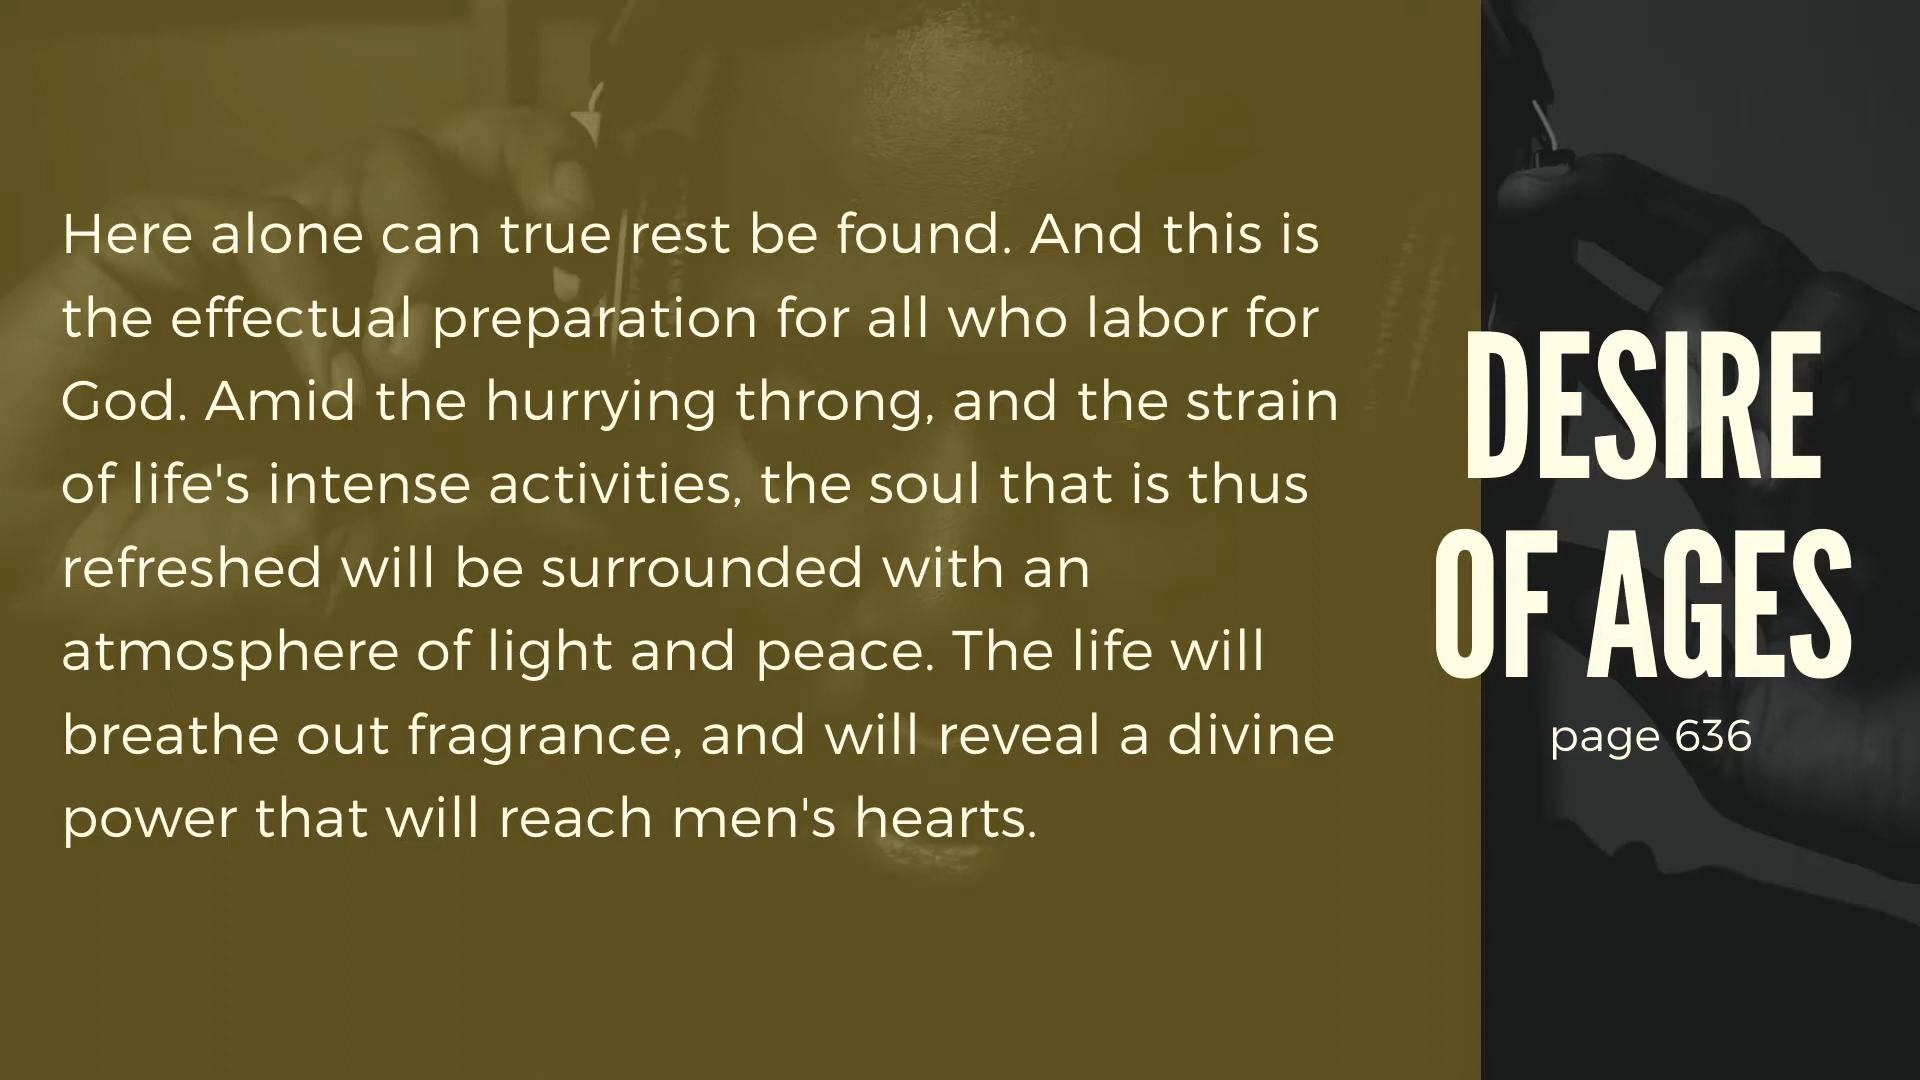 Here alone can true rest be found. And this is
the effectual preparation for all who labor for
God. Amid the hurrying throng, and the strain
of life's intense activities, the soul that is thus
refreshed will be surrounded with an
atmosphere of light and peace. The life will
breathe out fragrance, and will reveal a divine
power that will reach men's hearts.
DESIRE
OF AGES
page 636